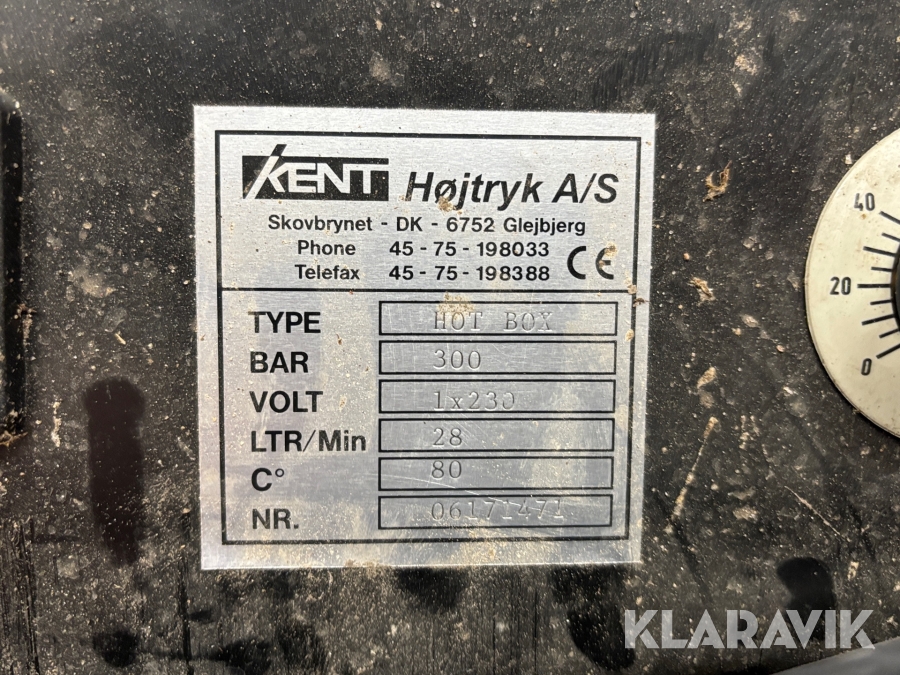 KENT Højtryk A/S
Skovbrynet - DK - 6752 Glejbjerg
Phone 45 - 75 - 198033
Telefax 45 - 75 - 198388 CE
TYPE HOT BOX
BAR 300
VOLT 1x230
LTR/Min 28
C° 80
NR. 06171471
40
20
0
KLARAVIK